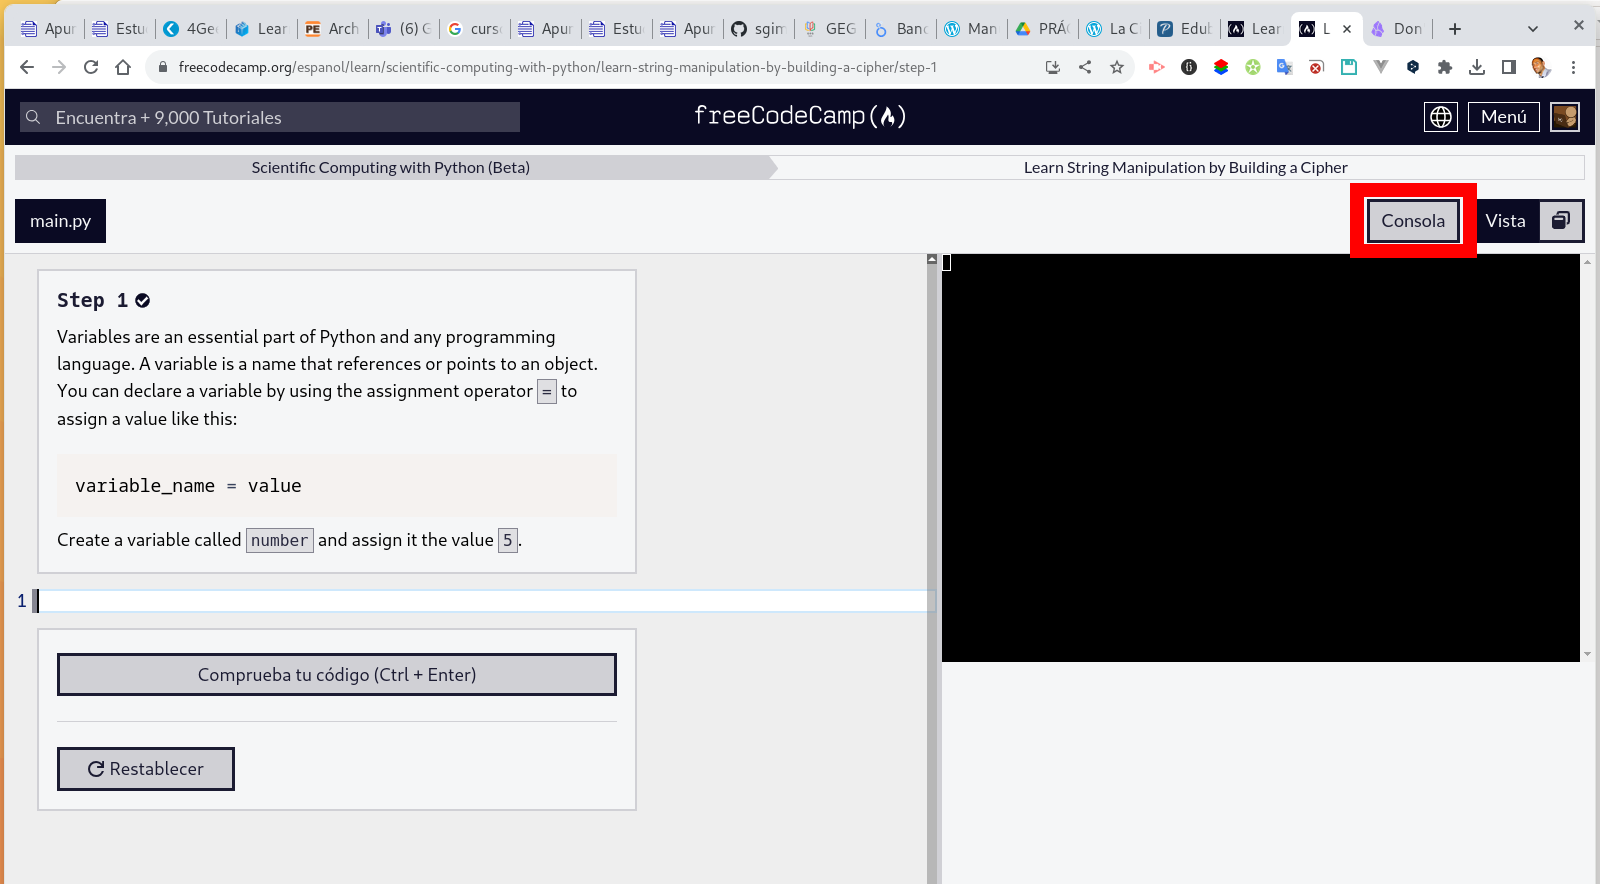 Apur
Estu
4Gee
Lear
Arch
(6) G
curso
Apur
Estu
Apur
sgim
GEG
Banc
Man
PRÁC
La Ci
Edub
Lear
L
Don
freecodecamp.org/espanol/learn/scientific-computing-with-python/learn-string-manipulation-by-building-a-cipher/step-1
Encuentra + 9,000 Tutoriales
freeCodeCamp
Menú
Scientific Computing with Python (Beta)
Learn String Manipulation by Building a Cipher
main.py
Consola
Vista
Step 1
Variables are an essential part of Python and any programming
language. A variable is a name that references or points to an object.
You can declare a variable by using the assignment operator = to
assign a value like this:
variable_name = value
Create a variable called number and assign it the value 5.
1
Comprueba tu código (Ctrl + Enter)
Restablecer